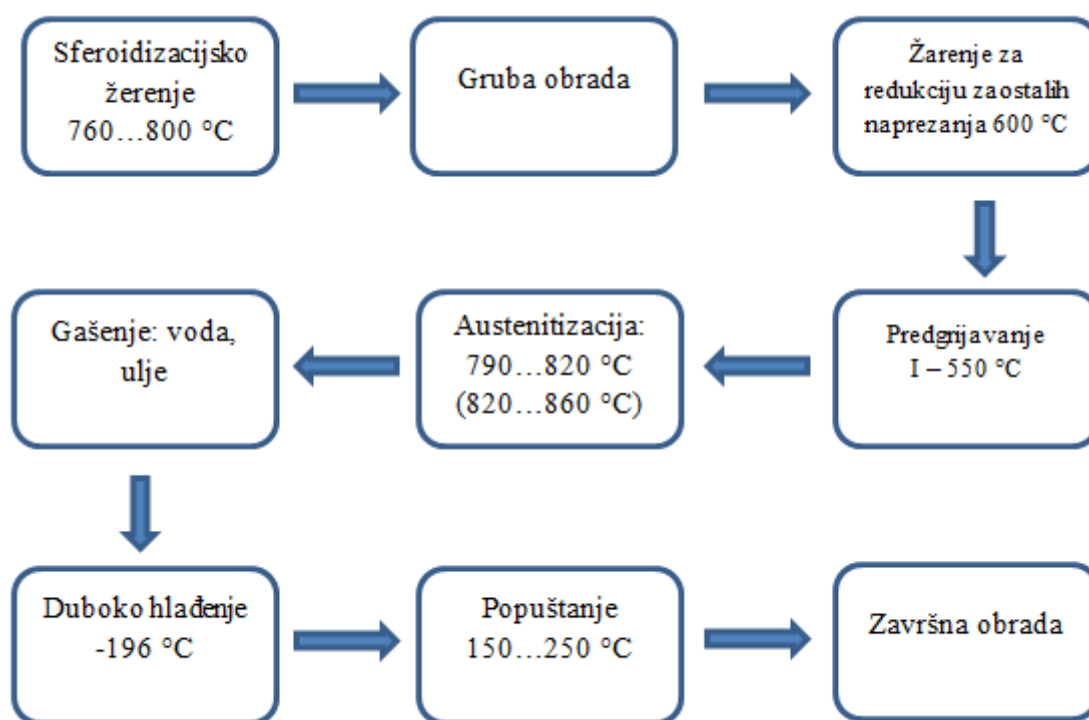 Sferoidizacijsko
žerenje
760…800 °C
Gruba obrada
Žarenje za
redukciju zaostalih
naprezanja 600 °C
Predgrijavanje
I – 550 °C
Austenitizacija:
790…820 °C
(820…860 °C)
Gašenje: voda,
ulje
Duboko hlađenje
-196 °C
Popuštanje
150…250 °C
Završna obrada